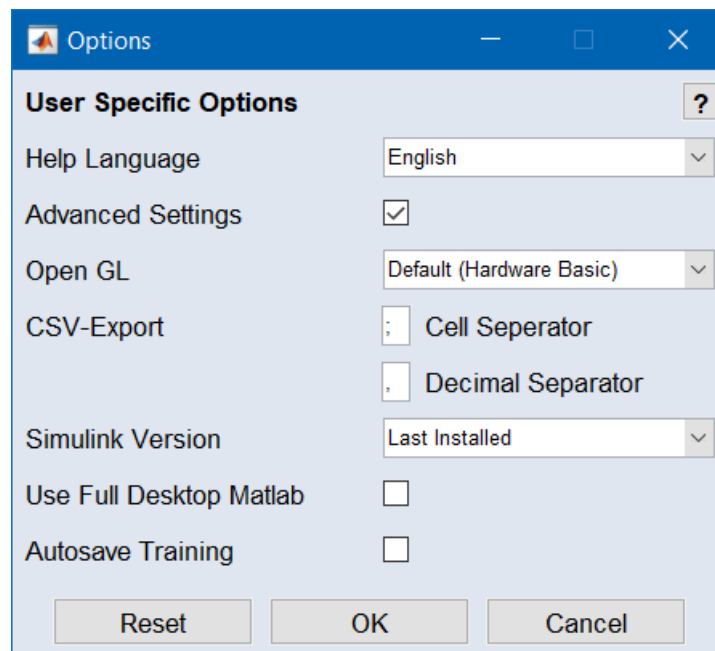 Options
User Specific Options ?
Help Language English
Advanced Settings
Open GL Default (Hardware Basic)
CSV-Export ; Cell Seperator
, Decimal Separator
Simulink Version Last Installed
Use Full Desktop Matlab
Autosave Training
Reset OK Cancel